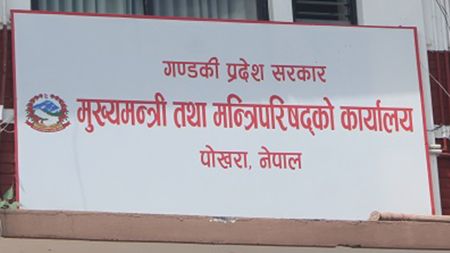 गण्डकी प्रदेश सरकार
मुख्यमन्त्री तथा मन्त्रिपरिषद्को कार्यालय
पोखरा, नेपाल